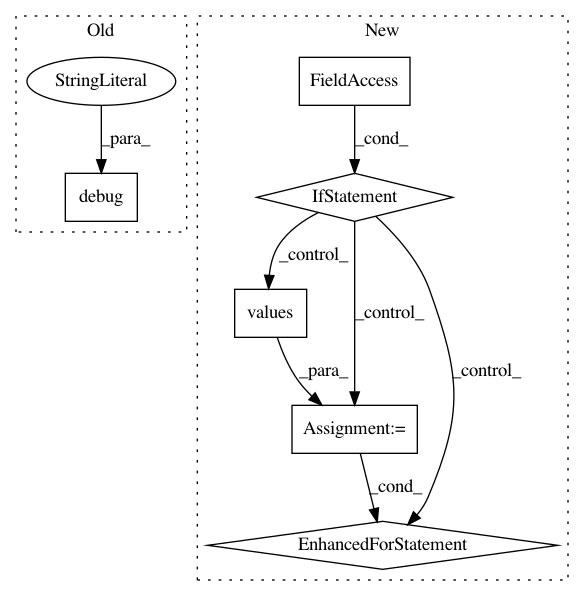 Old
New
StringLiteral
FieldAccess
_para_
_cond_
debug
IfStatement
_control_
_control_
_control_
values
_para_
Assignment:=
_cond_
EnhancedForStatement